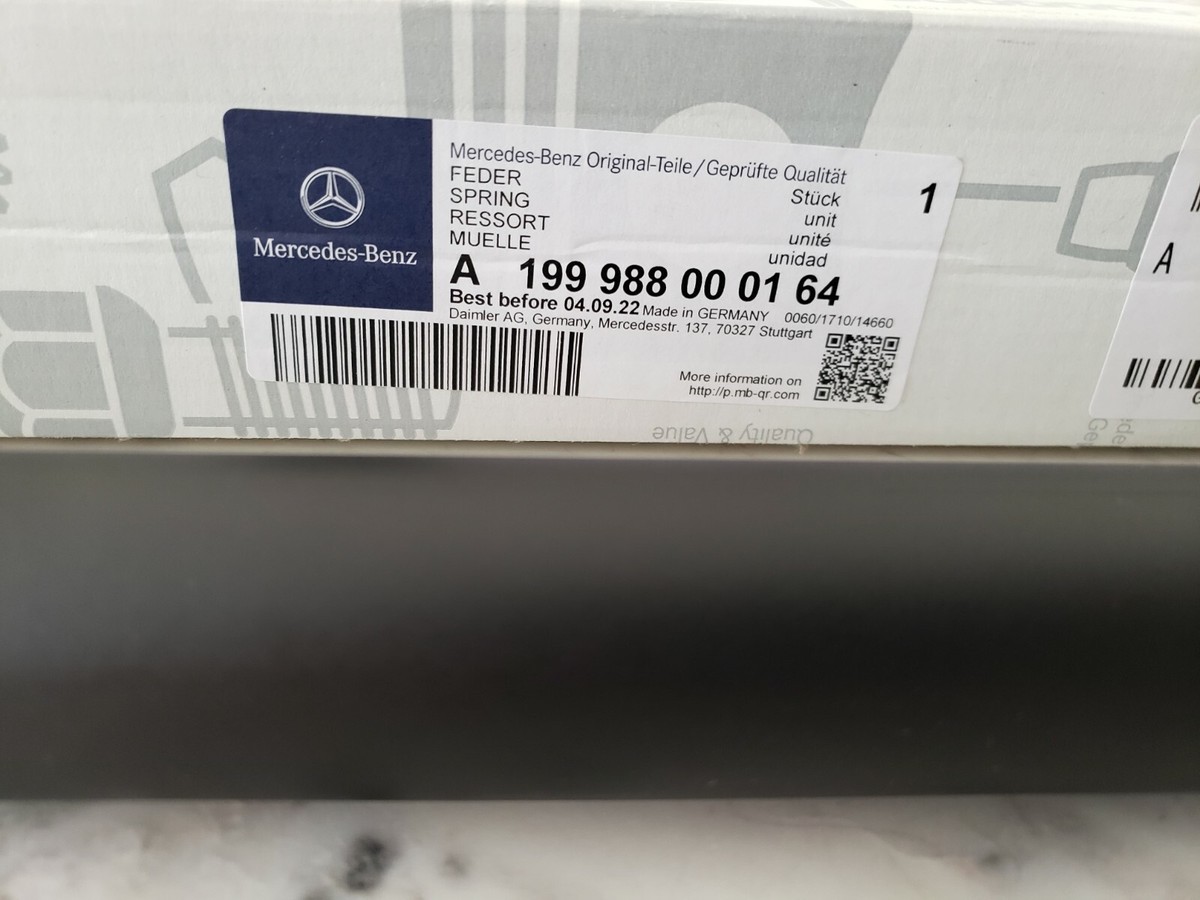 Mercedes-Benz
Mercedes-Benz Original-Teile/Geprüfte Qualität
FEDER
SPRING
RESSORT
MUELLE
Stück
unit
unité
unidad
1
A 199 988 00 01 64
Best before 04.09.22 Made in GERMANY 0060/1710/14660
Daimler AG, Germany, Mercedesstr. 137, 70327 Stuttgart
More information on
http://p.mb-qr.com
Quality & Value
A